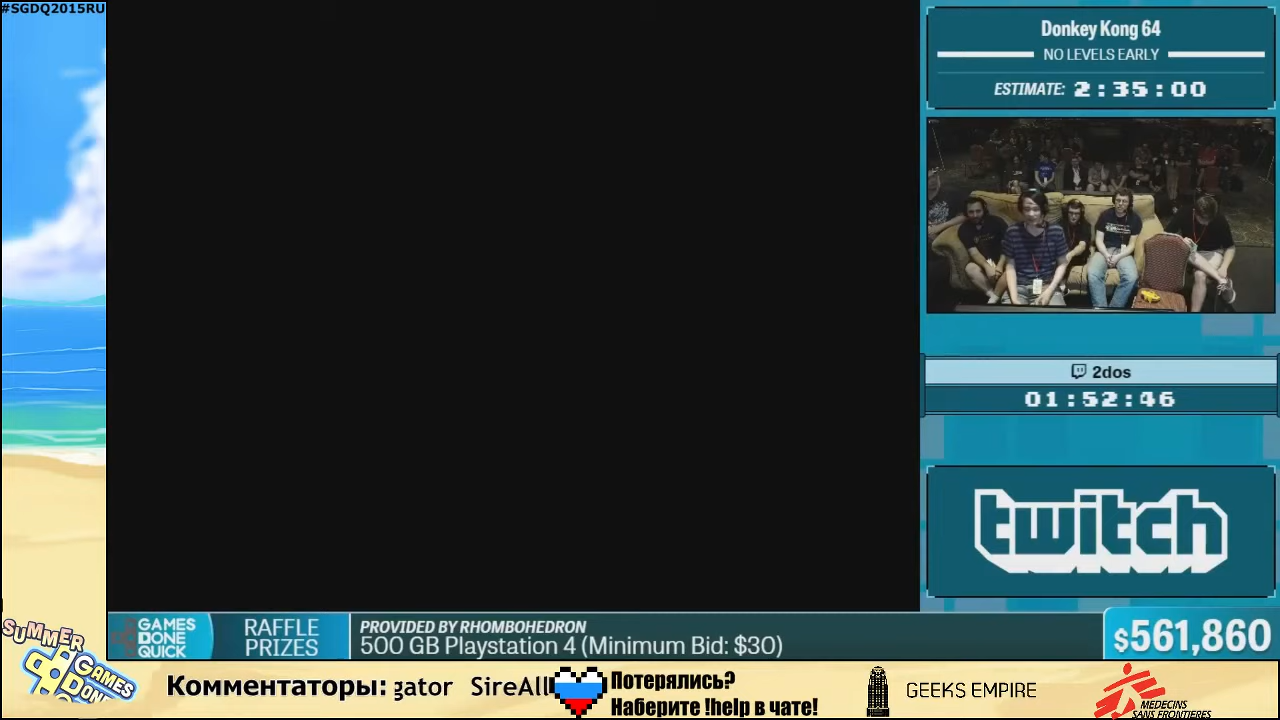 #SGDQ2015RU
Donkey Kong 64
NO LEVELS EARLY
ESTIMATE: 2:35:00
2dos
01:52:46
twitch
GAMES
DONE
QUICK
RAFFLE
PRIZES
PROVIDED BY RHOMBOHEDRON
500 GB Playstation 4 (Minimum Bid: $30)
$561,860
SUMMER
GAMES
DONE
Комментаторы: gator SireAll
Потерялись?
Наберите !help в чате!
GEEKS EMPIRE
MEDECINS
SANS FRONTIERES